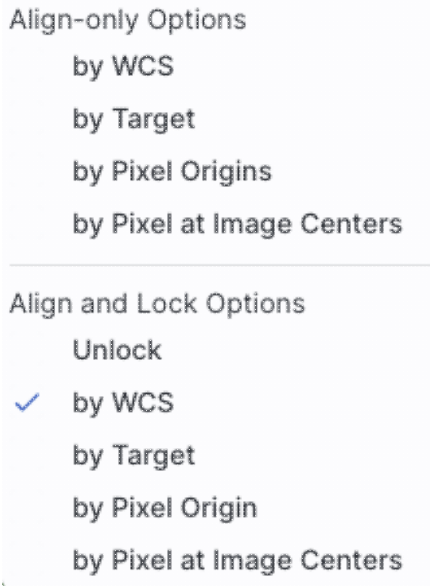 Align-only Options
by WCS
by Target
by Pixel Origins
by Pixel at Image Centers
Align and Lock Options
Unlock
by WCS
by Target
by Pixel Origin
by Pixel at Image Centers